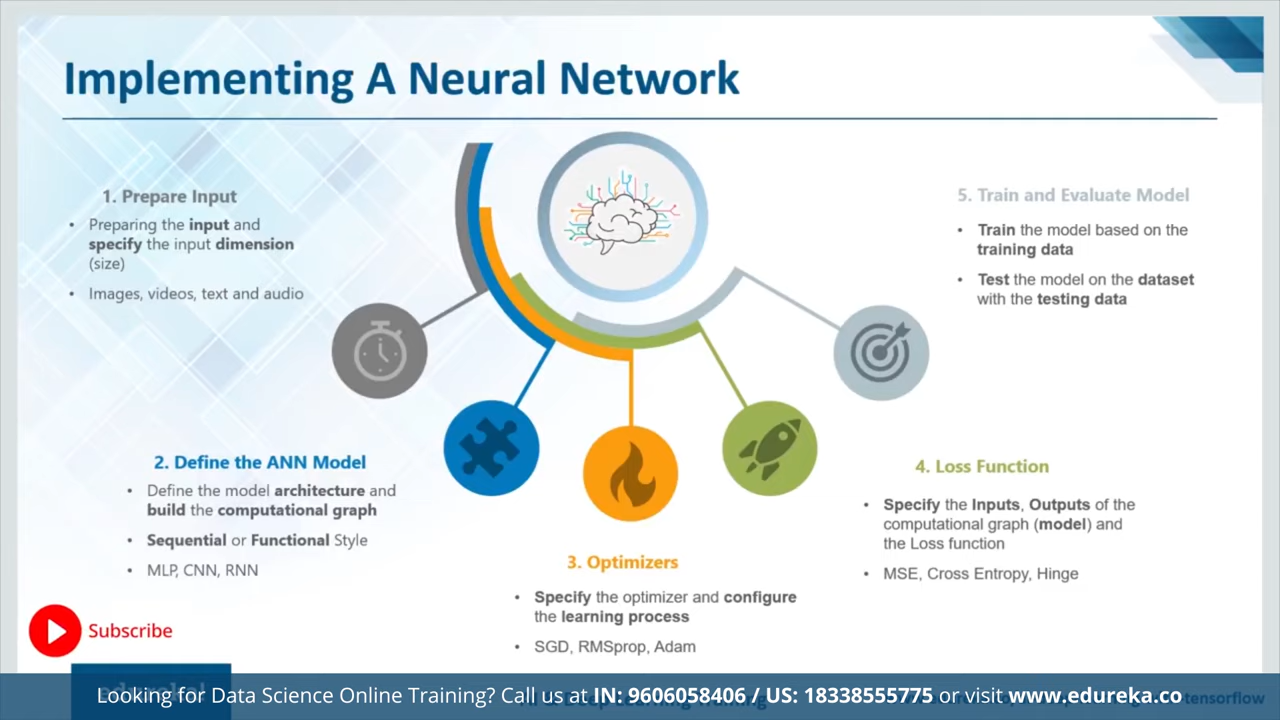 Implementing A Neural Network
1. Prepare Input
• Preparing the input and
specify the input dimension
(size)
• Images, videos, text and audio
2. Define the ANN Model
• Define the model architecture and
build the computational graph
• Sequential or Functional Style
• MLP, CNN, RNN
3. Optimizers
• Specify the optimizer and configure
the learning process
• SGD, RMSprop, Adam
4. Loss Function
• Specify the Inputs, Outputs of the
computational graph (model) and
the Loss function
• MSE, Cross Entropy, Hinge
5. Train and Evaluate Model
• Train the model based on the
training data
• Test the model on the dataset
with the testing data
Subscribe
Looking for Data Science Online Training? Call us at IN: 9606058406 / US: 18338555775 or visit www.edureka.co